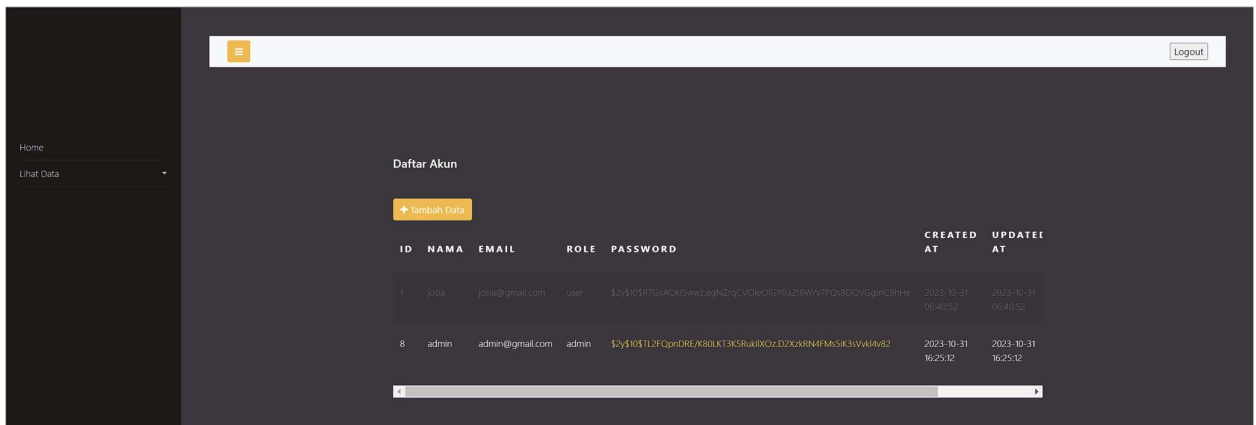 Logout
Home
Lihat Data
Daftar Akun
+ Tambah Data
ID NAMA EMAIL ROLE PASSWORD CREATED AT UPDATED AT
1 josia josia@gmail.com user 2023-10-31 06:40:52 2023-10-31 06:40:52
8 admin admin@gmail.com admin 2023-10-31 16:25:12 2023-10-31 16:25:12